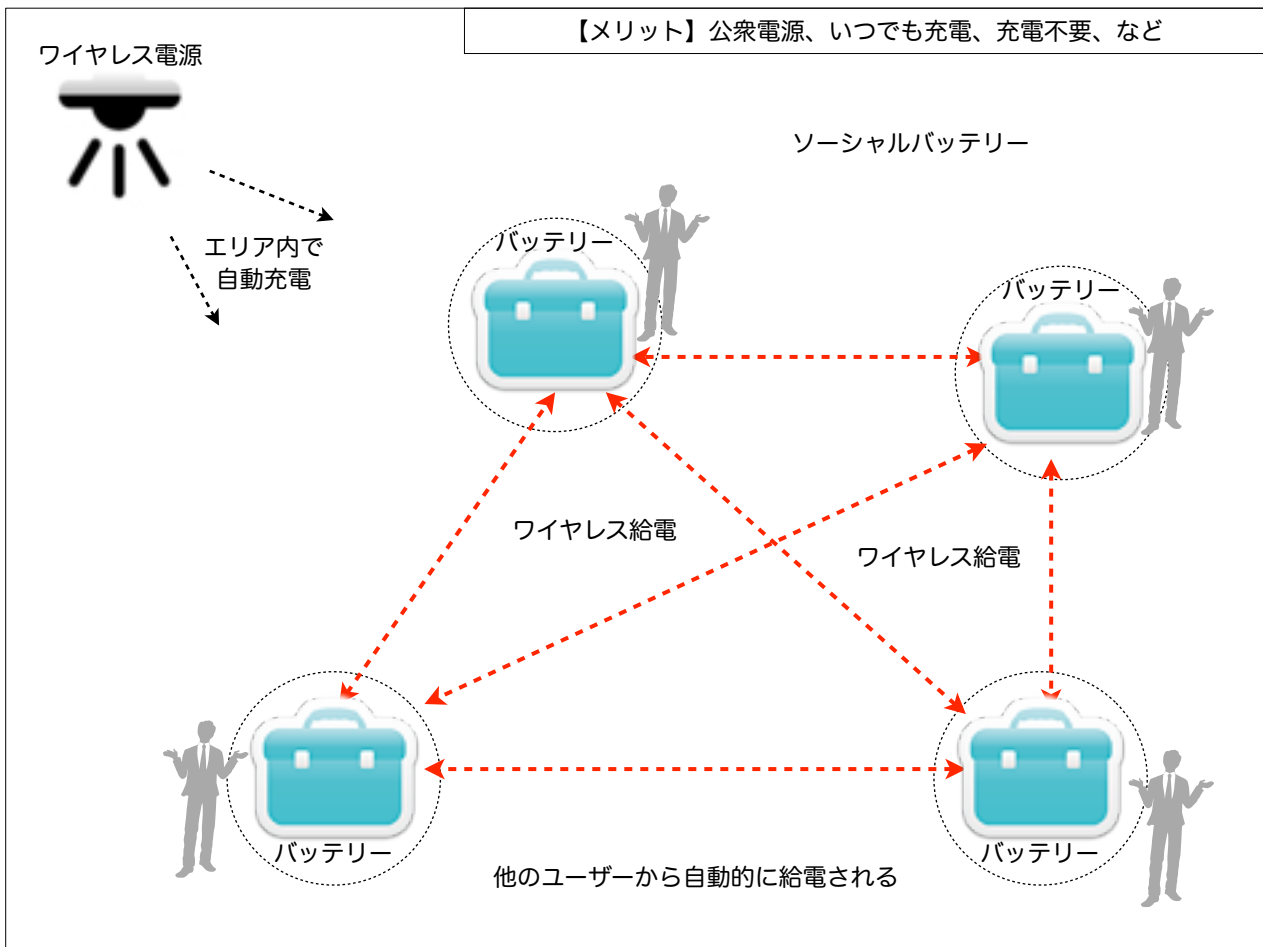 【メリット】公衆電源、いつでも充電、充電不要、など
ワイヤレス電源
ソーシャルバッテリー
エリア内で
自動充電
バッテリー
バッテリー
ワイヤレス給電
ワイヤレス給電
バッテリー
バッテリー
他のユーザーから自動的に給電される